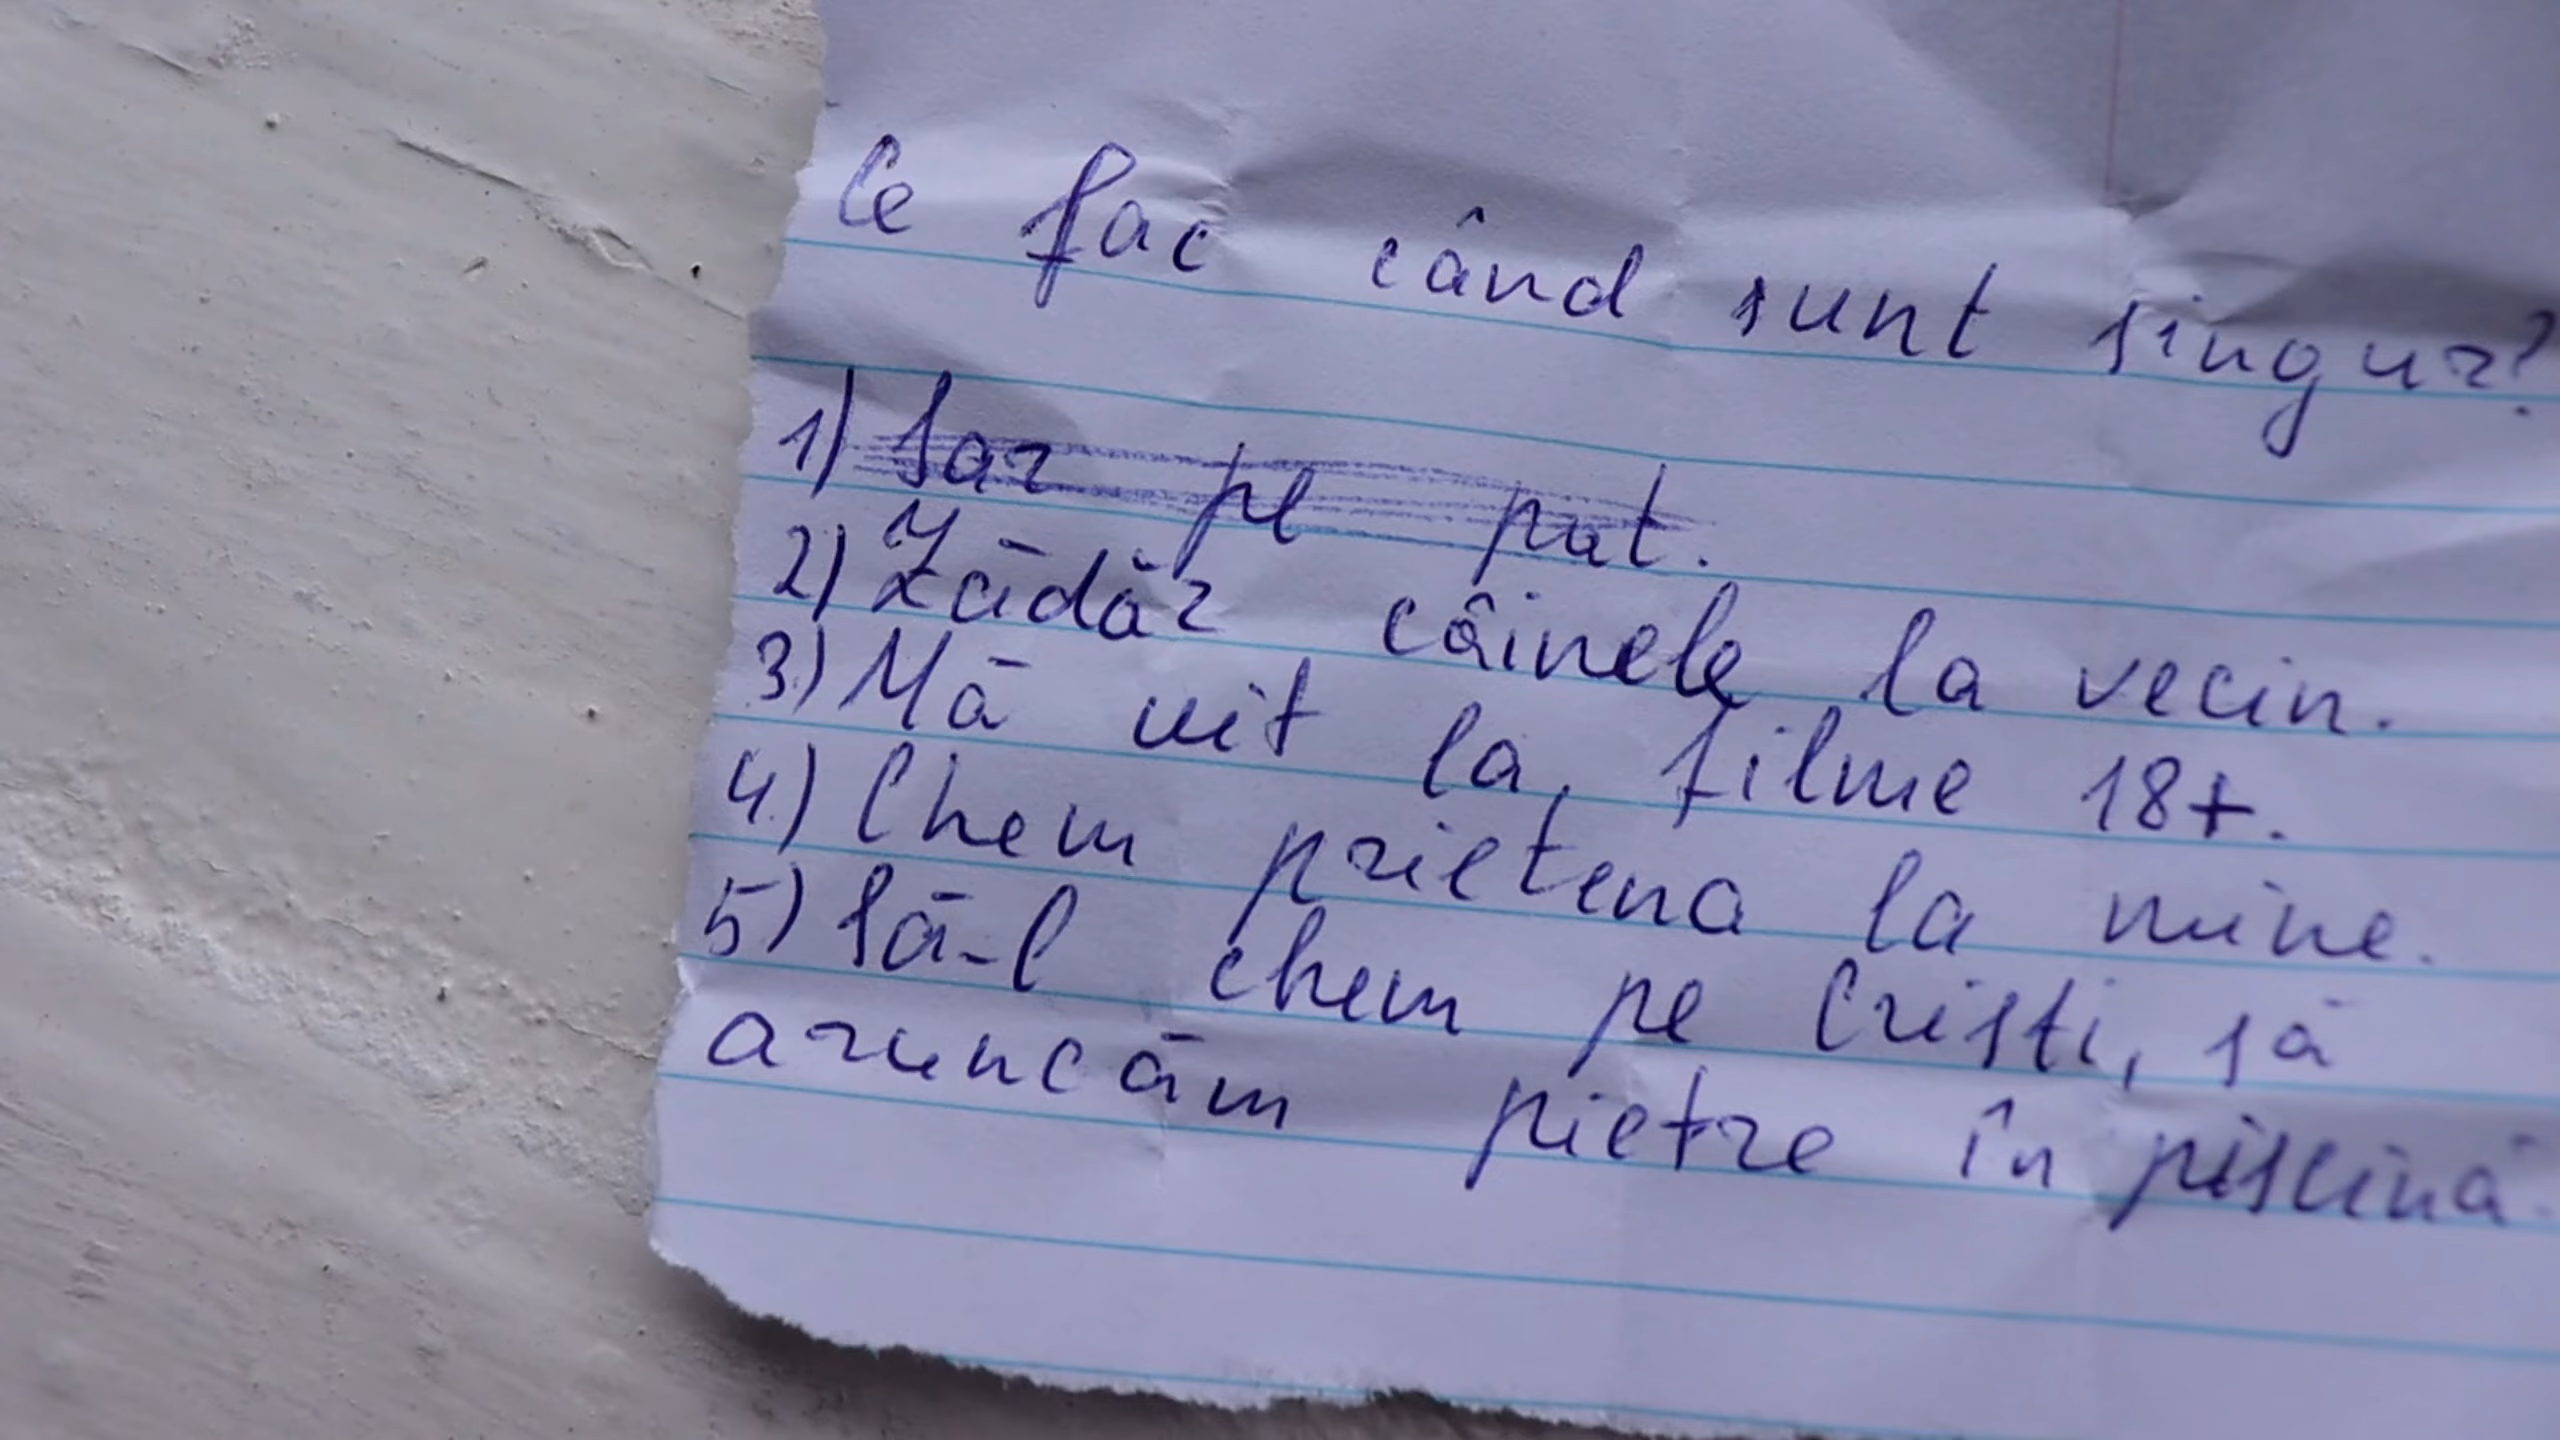 Ce fac când sunt singur?
1) Sar pe pat.
2) Zădăr câinele la vecin.
3) Mă uit la filme 18+.
4) Chem prietena la mine.
5) Să-l chem pe Cristi, să
aruncăm pietre în piscină.